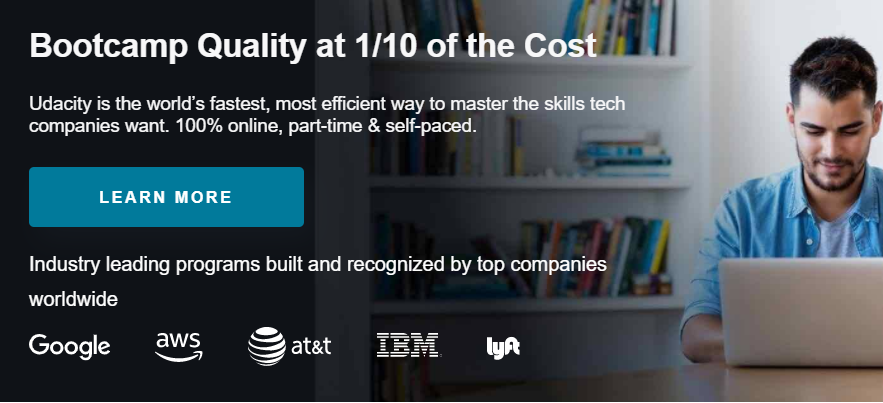 Bootcamp Quality at 1/10 of the Cost
Udacity is the world’s fastest, most efficient way to master the skills tech
companies want. 100% online, part-time & self-paced.
LEARN MORE
Industry leading programs built and recognized by top companies
worldwide
Google aws at&t IBM lyft